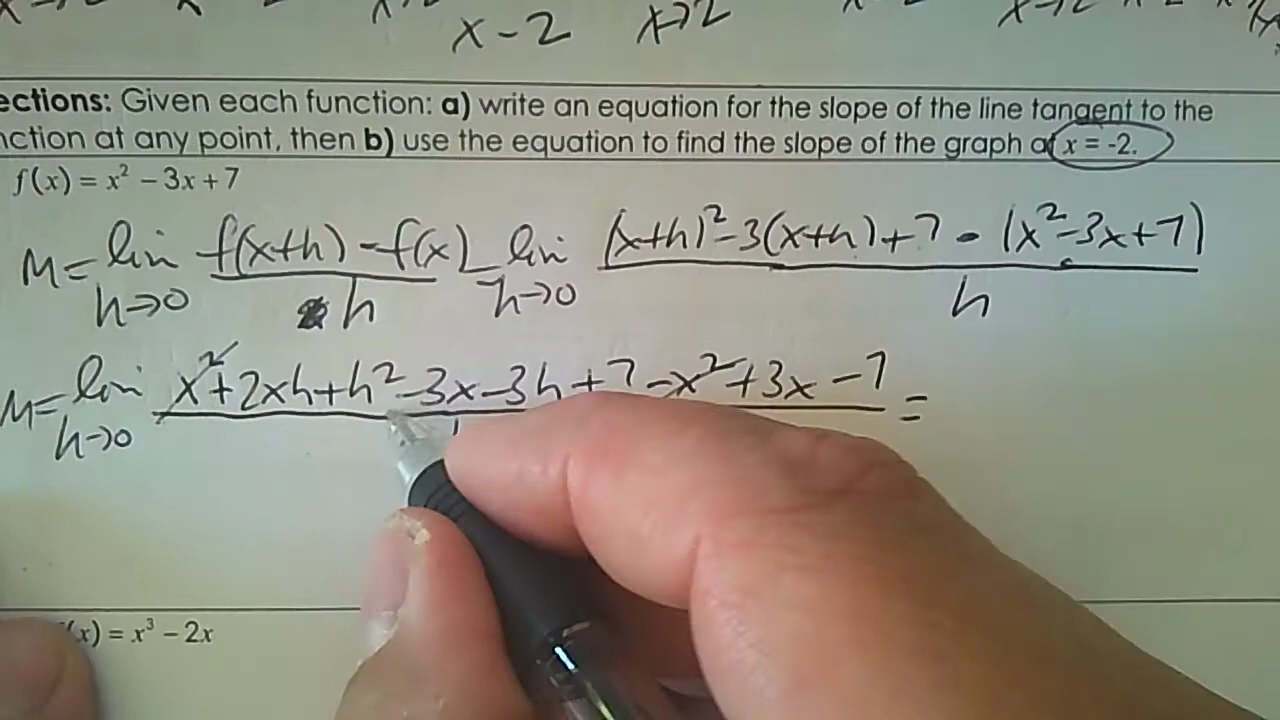 x - 2 x→2
ections: Given each function: a) write an equation for the slope of the line tangent to the
nction at any point, then b) use the equation to find the slope of the graph at x = -2.
f(x) = x² - 3x + 7
M = lim h→0 f(x+h) - f(x) / h = lim h→0 (x+h)² - 3(x+h) + 7 - (x² - 3x + 7) / h
M = lim h→0 x² + 2xh + h² - 3x - 3h + 7 - x² + 3x - 7 =
(x) = x³ - 2x